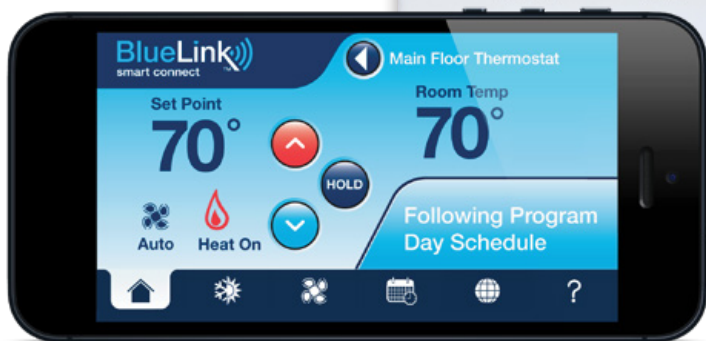 BlueLink
smart connect
TM
Main Floor Thermostat
Set Point
70°
Room Temp
70°
HOLD
Auto
Heat On
Following Program
Day Schedule
?